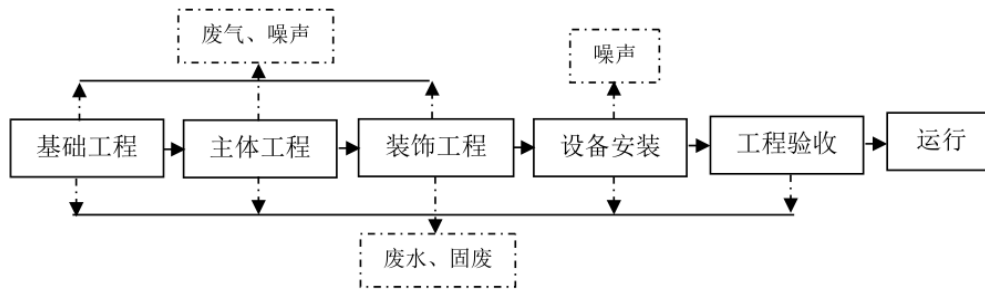 废气、噪声
噪声
基础工程
主体工程
装饰工程
设备安装
工程验收
运行
废水、固废